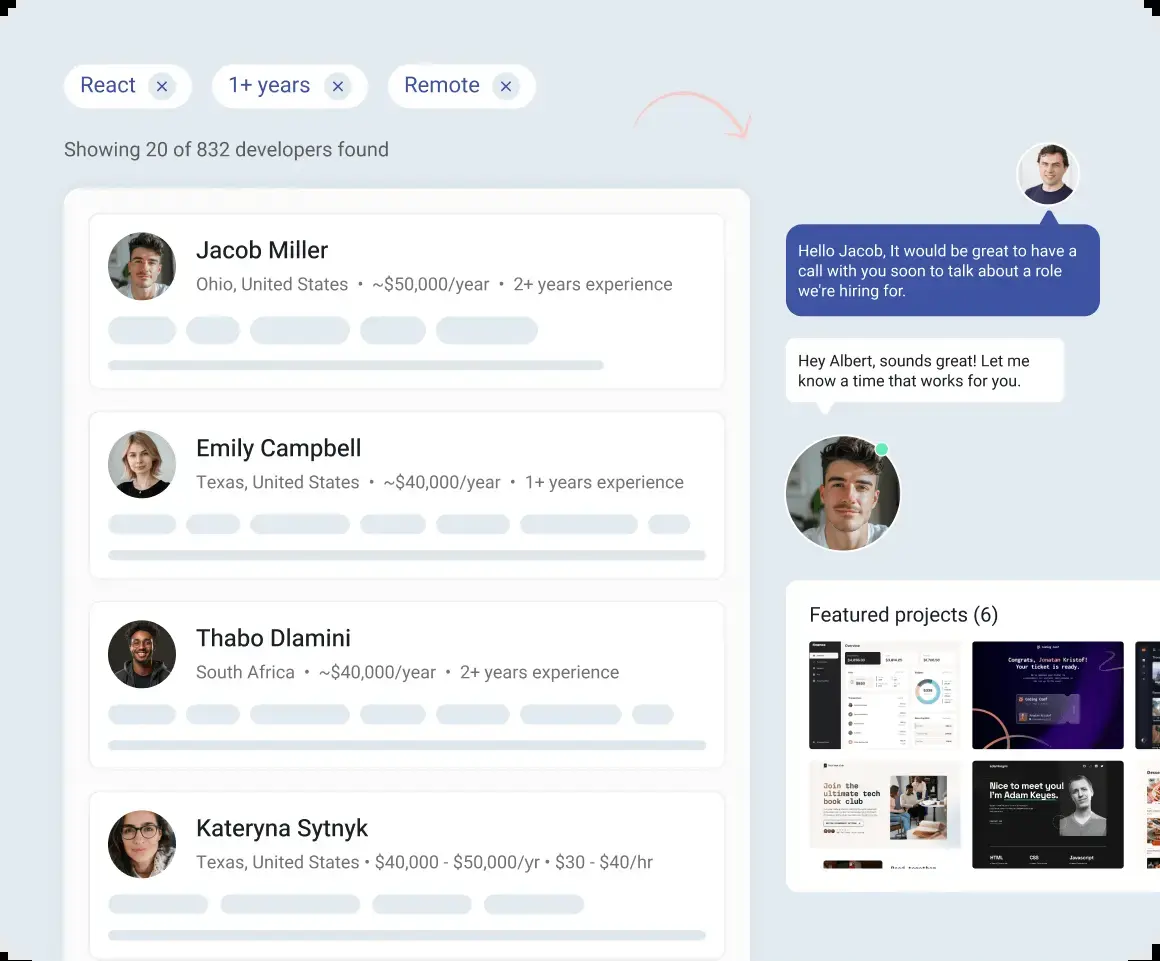 React
1+ years
Remote
Showing 20 of 832 developers found
Jacob Miller
Ohio, United States • ~$50,000/year • 2+ years experience
Emily Campbell
Texas, United States • ~$40,000/year • 1+ years experience
Thabo Dlamini
South Africa • ~$40,000/year • 2+ years experience
Kateryna Sytnyk
Texas, United States • $40,000 - $50,000/yr • $30 - $40/hr
Hello Jacob, It would be great to have a
call with you soon to talk about a role
we're hiring for.
Hey Albert, sounds great! Let me
know a time that works for you.
Featured projects (6)
Congrats, Jonatan Kristof!
Your ticket is ready.
Coding Conf
Join the
ultimate tech
book club
Nice to meet you!
I'm Adam Keyes.
HTML
CSS
Javascript